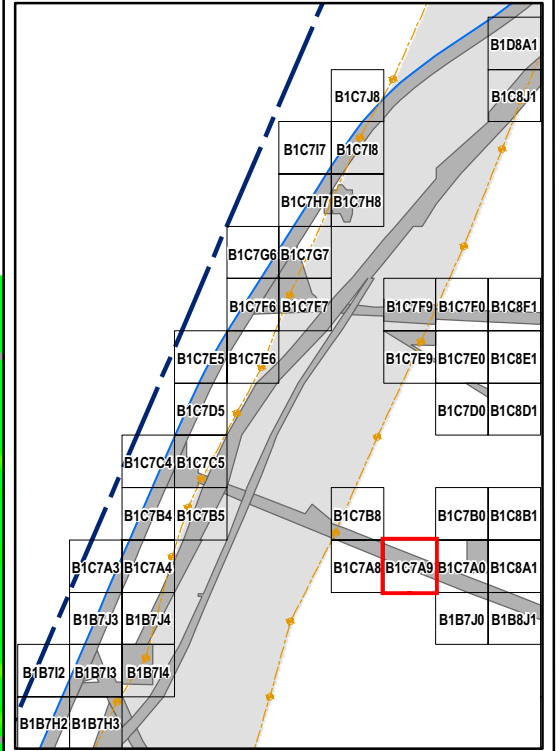 B1D8A1
B1C7J8 B1C8J1
B1C7I7 B1C7I8
B1C7H7 B1C7H8
B1C7G6 B1C7G7
B1C7F6 B1C7F7 B1C7F9 B1C7F0 B1C8F1
B1C7E5 B1C7E6 B1C7E9 B1C7E0 B1C8E1
B1C7D5 B1C7D0 B1C8D1
B1C7C4 B1C7C5
B1C7B4 B1C7B5 B1C7B8 B1C7B0 B1C8B1
B1C7A3 B1C7A4 B1C7A8 B1C7A9 B1C7A0 B1C8A1
B1B7J3 B1B7J4 B1B7J0 B1B8J1
B1B7I2 B1B7I3 B1B7I4
B1B7H2 B1B7H3